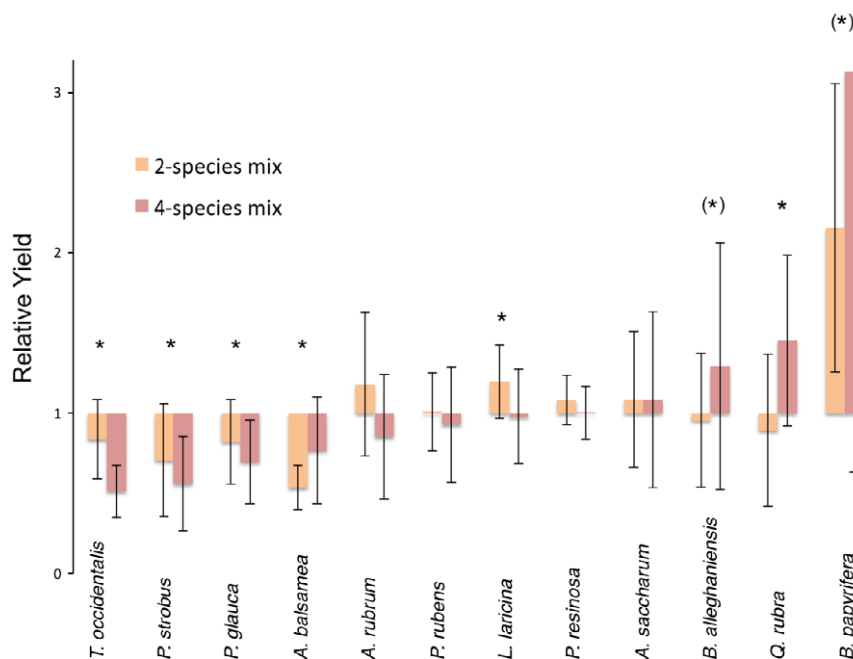 (*)
3
2-species mix
4-species mix
(*)
*
2
Relative Yield
*
*
*
*
*
1
0
T. occidentalis
P. strobus
P. glauca
A. balsamea
A. rubrum
P. rubens
L. laricina
P. resinosa
A. saccharum
B. alleghaniensis
Q. rubra
B. papyrifera